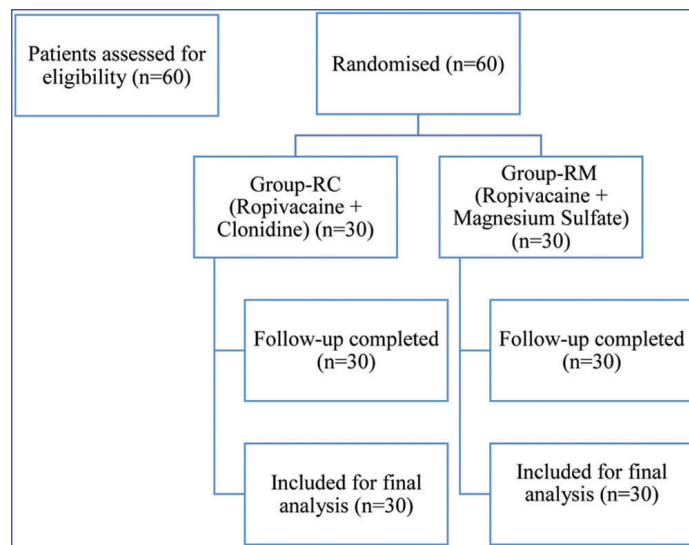 Patients assessed for
eligibility (n=60)
Randomised (n=60)
Group-RC
(Ropivacaine +
Clonidine) (n=30)
Group-RM
(Ropivacaine +
Magnesium Sulfate)
(n=30)
Follow-up completed
(n=30)
Follow-up completed
(n=30)
Included for final
analysis (n=30)
Included for final
analysis (n=30)